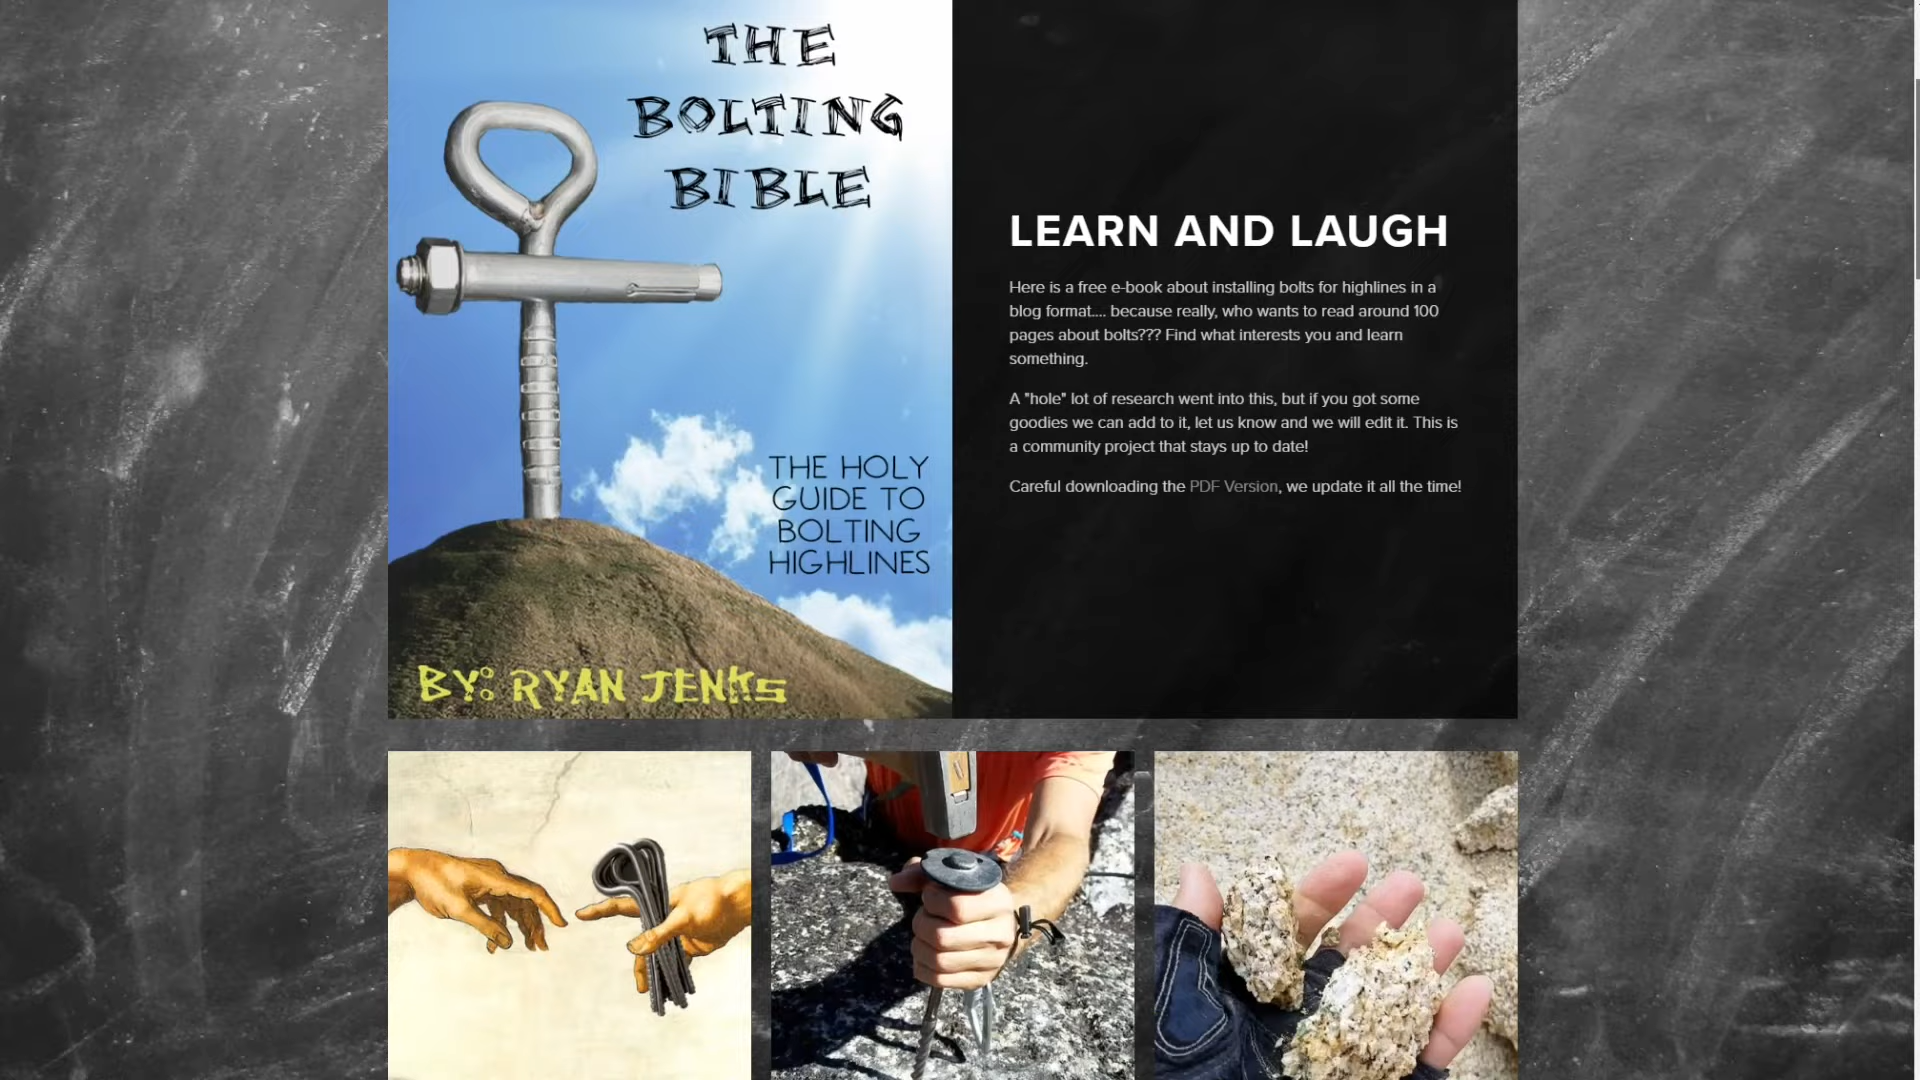 THE
BOLTING
BIBLE
THE HOLY
GUIDE TO
BOLTING
HIGHLINES
BY: RYAN JENKS
LEARN AND LAUGH
Here is a free e-book about installing bolts for highlines in a
blog format.... because really, who wants to read around 100
pages about bolts??? Find what interests you and learn
something.
A "hole" lot of research went into this, but if you got some
goodies we can add to it, let us know and we will edit it. This is
a community project that stays up to date!
Careful downloading the PDF Version, we update it all the time!